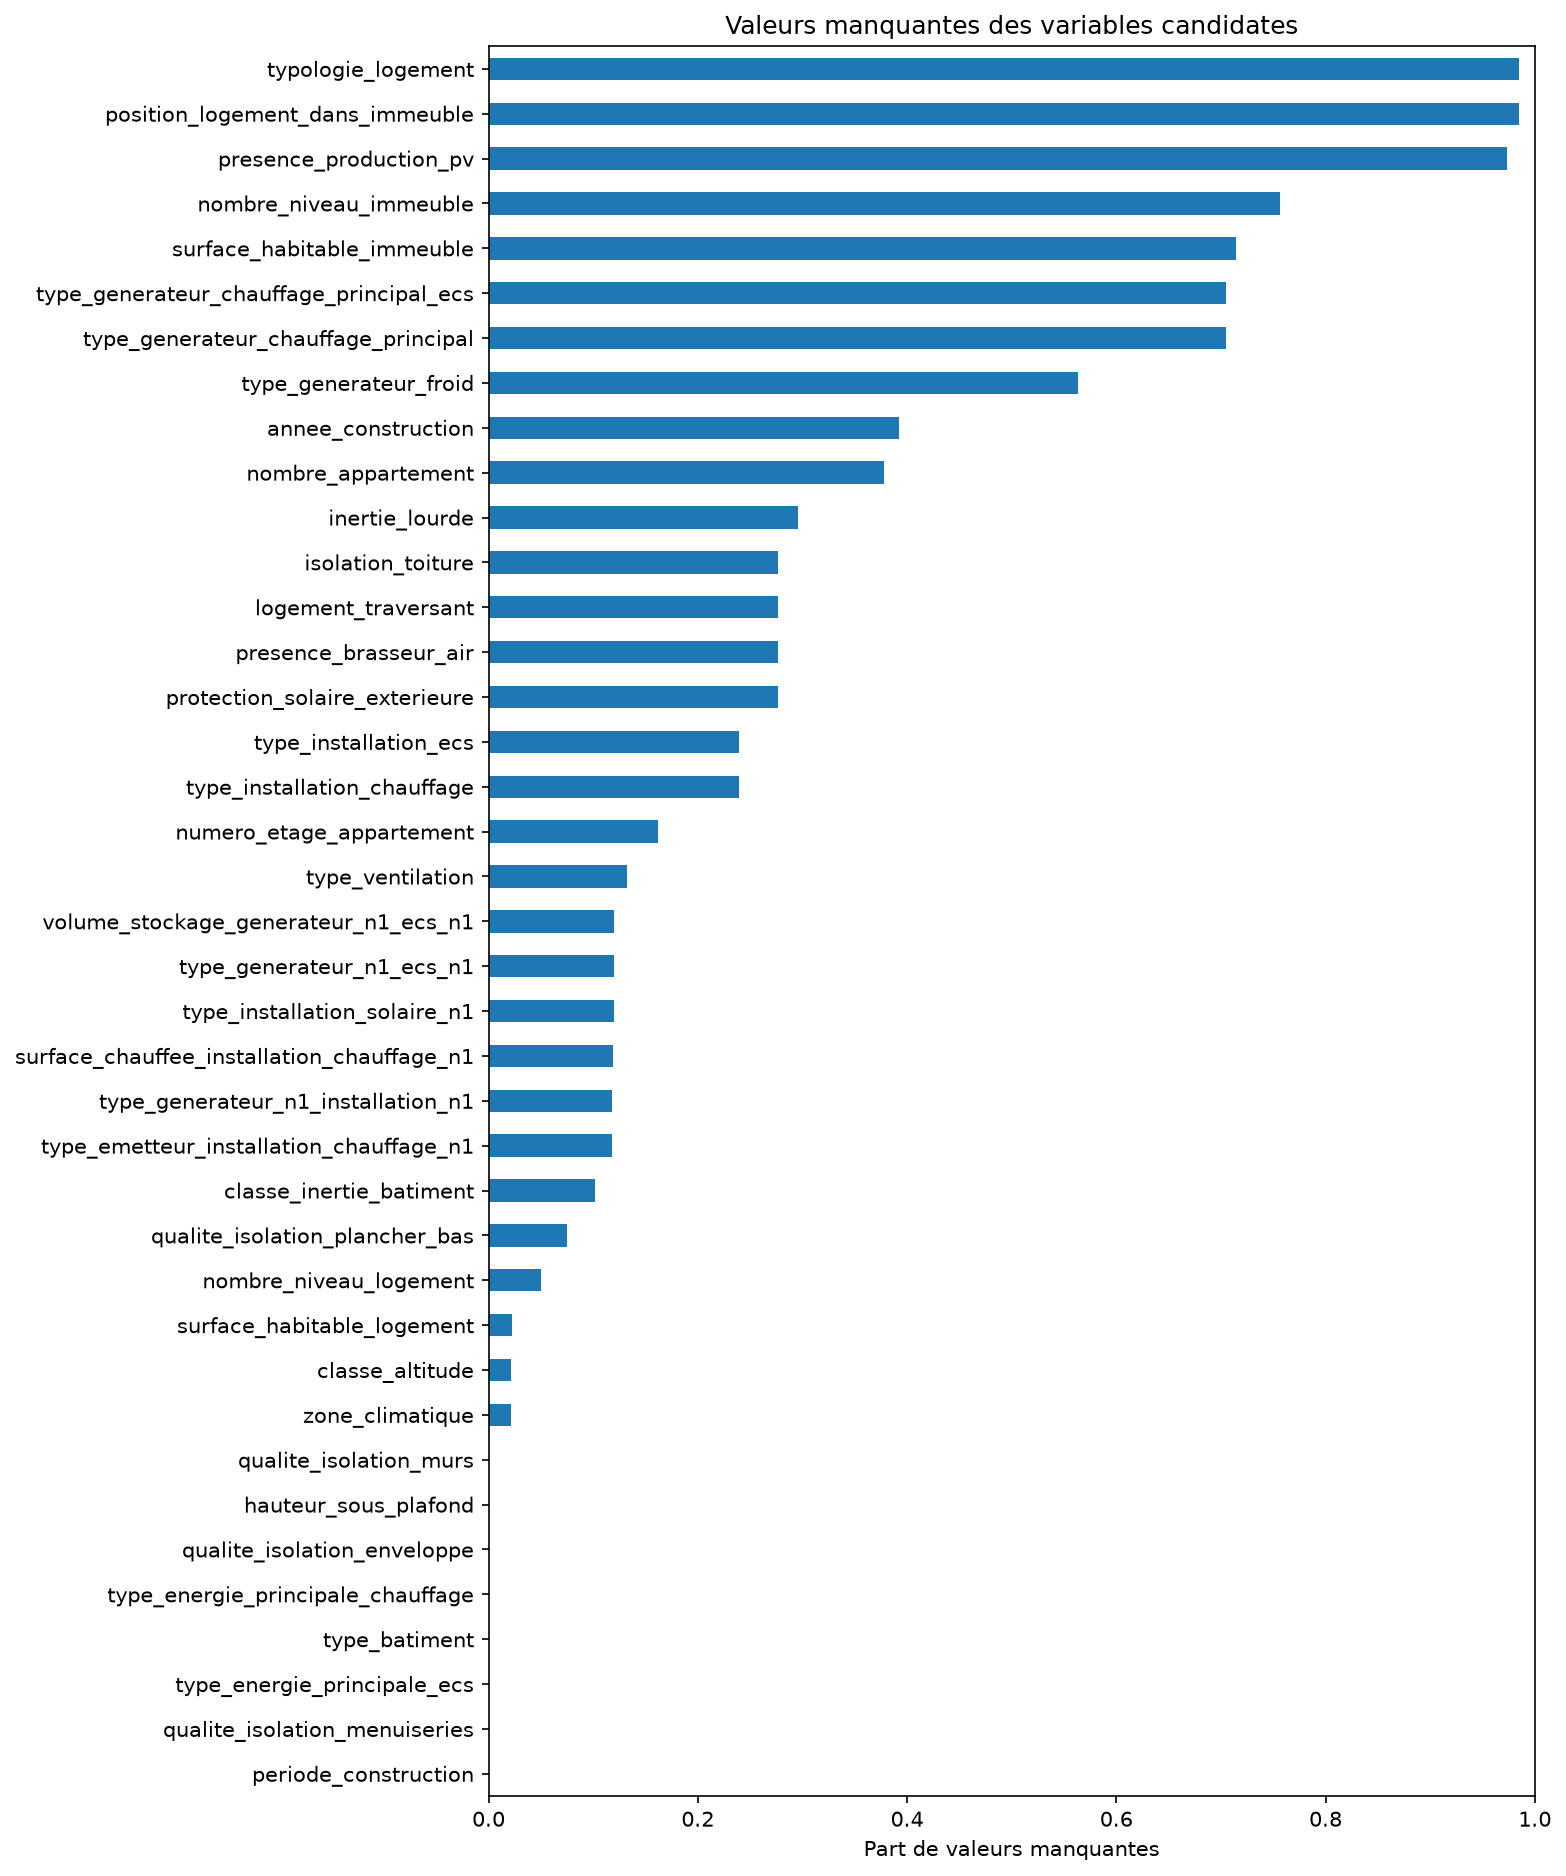 Valeurs manquantes des variables candidates
typologie_logement
position_logement_dans_immeuble
presence_production_pv
nombre_niveau_immeuble
surface_habitable_immeuble
type_generateur_chauffage_principal_ecs
type_generateur_chauffage_principal
type_generateur_froid
annee_construction
nombre_appartement
inertie_lourde
isolation_toiture
logement_traversant
presence_brasseur_air
protection_solaire_exterieure
type_installation_ecs
type_installation_chauffage
numero_etage_appartement
type_ventilation
volume_stockage_generateur_n1_ecs_n1
type_generateur_n1_ecs_n1
type_installation_solaire_n1
surface_chauffee_installation_chauffage_n1
type_generateur_n1_installation_n1
type_emetteur_installation_chauffage_n1
classe_inertie_batiment
qualite_isolation_plancher_bas
nombre_niveau_logement
surface_habitable_logement
classe_altitude
zone_climatique
qualite_isolation_murs
hauteur_sous_plafond
qualite_isolation_enveloppe
type_energie_principale_chauffage
type_batiment
type_energie_principale_ecs
qualite_isolation_menuiseries
periode_construction
0.0 0.2 0.4 0.6 0.8 1.0
Part de valeurs manquantes